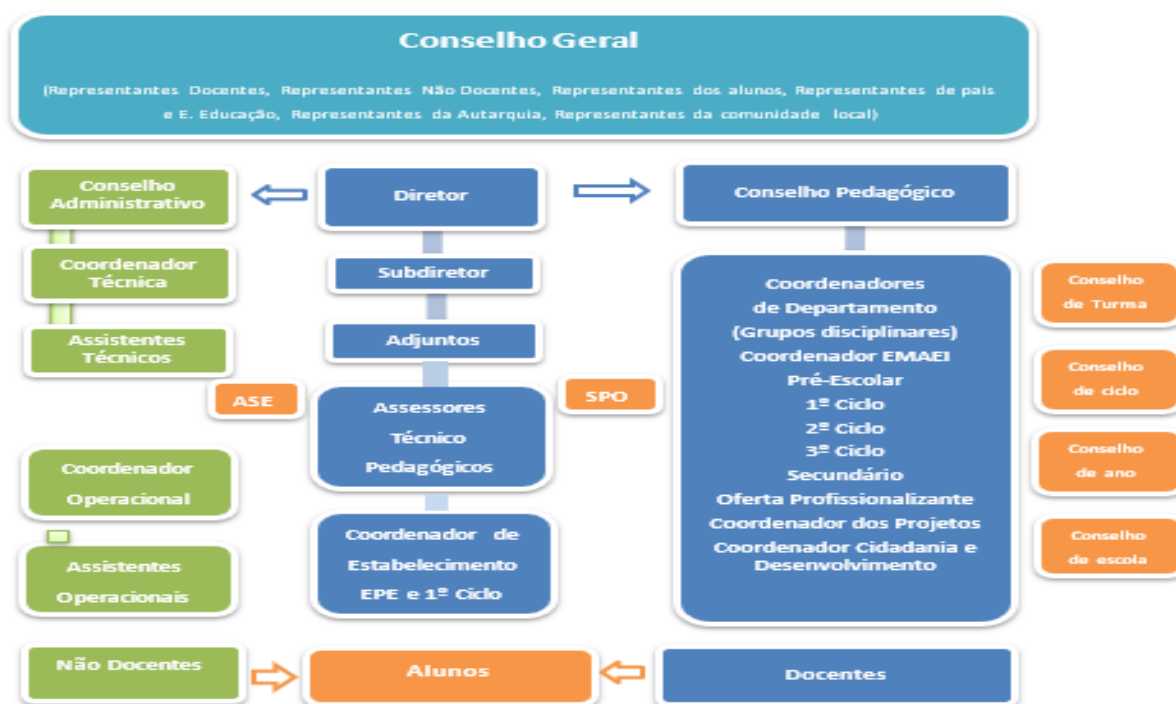 Conselho Geral
(Representantes Docentes, Representantes Não Docentes, Representantes dos alunos, Representantes de pais
e E. Educação, Representantes da Autarquia, Representantes da comunidade local)
Conselho
Administrativo
Diretor
Conselho Pedagógico
Coordenador
Técnica
Subdiretor
Assistentes
Técnicos
Adjuntos
ASE
SPO
Assessores
Técnico
Pedagógicos
Coordenador
Operacional
Assistentes
Operacionais
Coordenador de
Estabelecimento
EPE e 1º Ciclo
Coordenadores
de Departamento
(Grupos disciplinares)
Coordenador EMAEI
Pré-Escolar
1º Ciclo
2º Ciclo
3º Ciclo
Secundário
Oferta Profissionalizante
Coordenador dos Projetos
Coordenador Cidadania e
Desenvolvimento
Conselho
de Turma
Conselho
de ciclo
Conselho
de ano
Conselho
de escola
Não Docentes
Alunos
Docentes